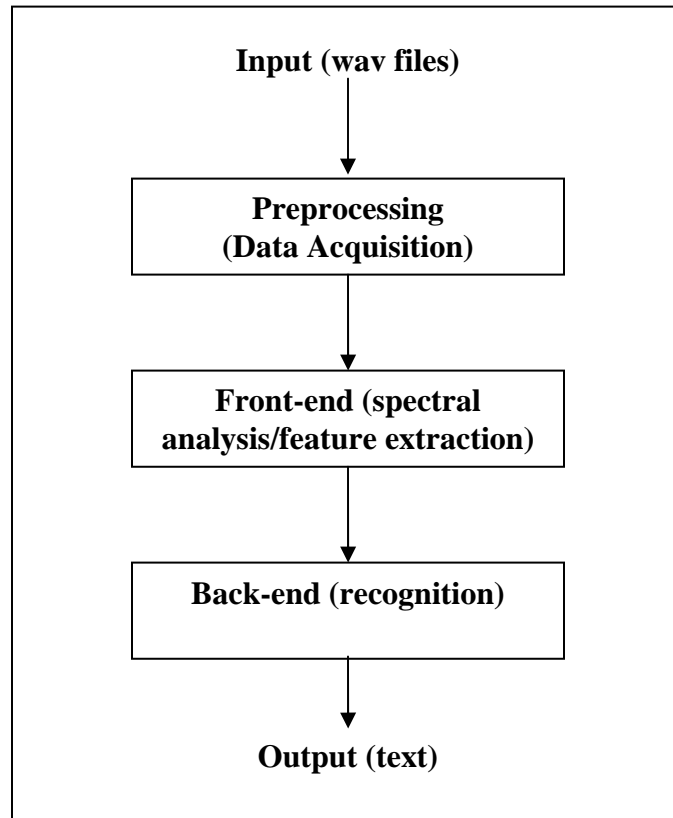 Input (wav files)
Preprocessing
(Data Acquisition)
Front-end (spectral
analysis/feature extraction)
Back-end (recognition)
Output (text)